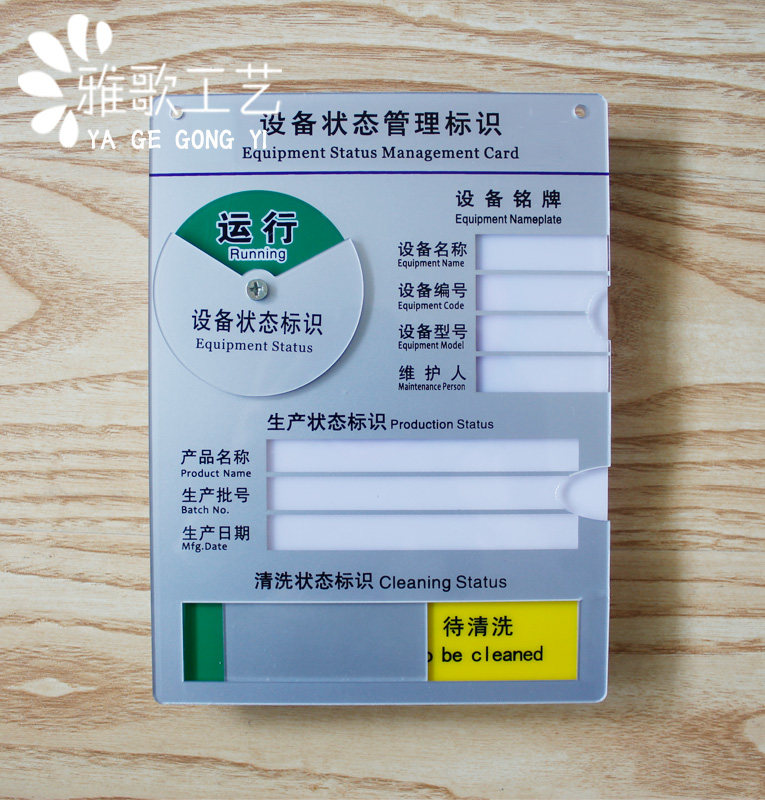 雅歌工艺
YA GE GONG YI
设备状态管理标识
Equipment Status Management Card
运行
Running
设备状态标识
Equipment Status
设备铭牌
Equipment Nameplate
设备名称
Equipment Name
设备编号
Equipment Code
设备型号
Equipment Model
维护人
Maintenance Person
生产状态标识 Production Status
产品名称
Product Name
生产批号
Batch No.
生产日期
Mfg.Date
清洗状态标识 Cleaning Status
待清洗
be cleaned